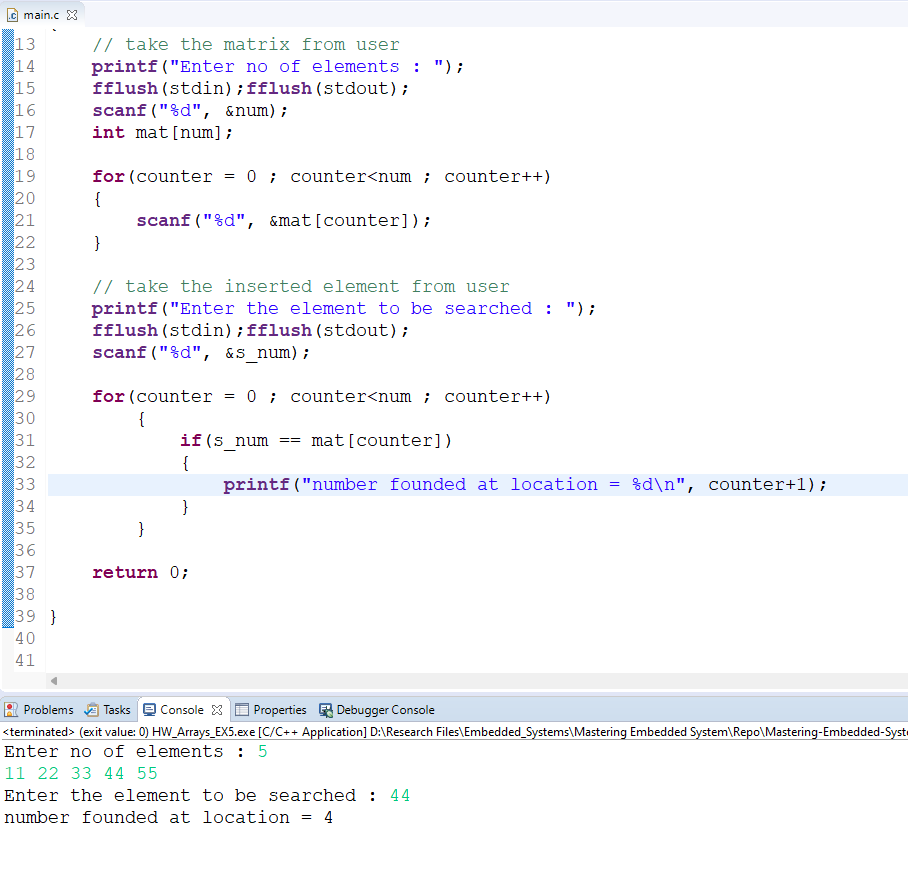 main.c
13 // take the matrix from user
14 printf("Enter no of elements : ");
15 fflush(stdin);fflush(stdout);
16 scanf("%d", &num);
17 int mat[num];
18
19 for(counter = 0 ; counter<num ; counter++)
20 {
21 scanf("%d", &mat[counter]);
22 }
23
24 // take the inserted element from user
25 printf("Enter the element to be searched : ");
26 fflush(stdin);fflush(stdout);
27 scanf("%d", &s_num);
28
29 for(counter = 0 ; counter<num ; counter++)
30 {
31 if(s_num == mat[counter])
32 {
33 printf("number founded at location = %d\n", counter+1);
34 }
35 }
36
37 return 0;
38
39 }
40
41
Problems Tasks Console Properties Debugger Console
<terminated> (exit value: 0) HW_Arrays_EX5.exe [C/C++ Application] D:\Research Files\Embedded_Systems\Mastering Embedded System\Repo\Mastering-Embedded-Syste
Enter no of elements : 5
11 22 33 44 55
Enter the element to be searched : 44
number founded at location = 4